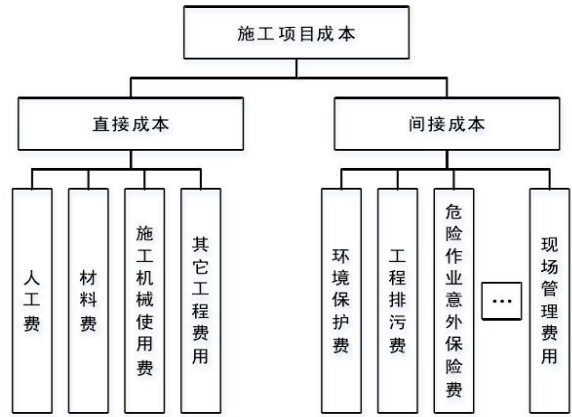 施工项目成本
直接成本
间接成本
人工费
材料费
施工机械使用费
其它工程费用
环境保护费
工程排污费
危险作业意外保险费
...
现场管理费用